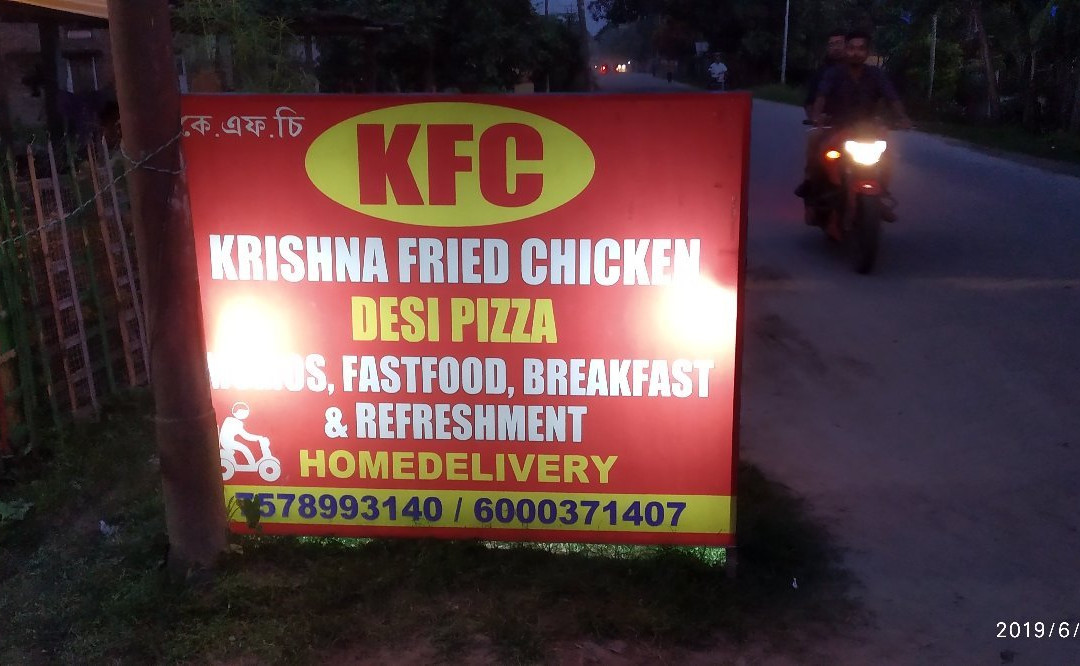 কে.এফ.চি
KFC
KRISHNA FRIED CHICKEN
DESI PIZZA
FASTFOOD, BREAKFAST
& REFRESHMENT
HOMEDELIVERY
7578993140 / 6000371407
2019/6/